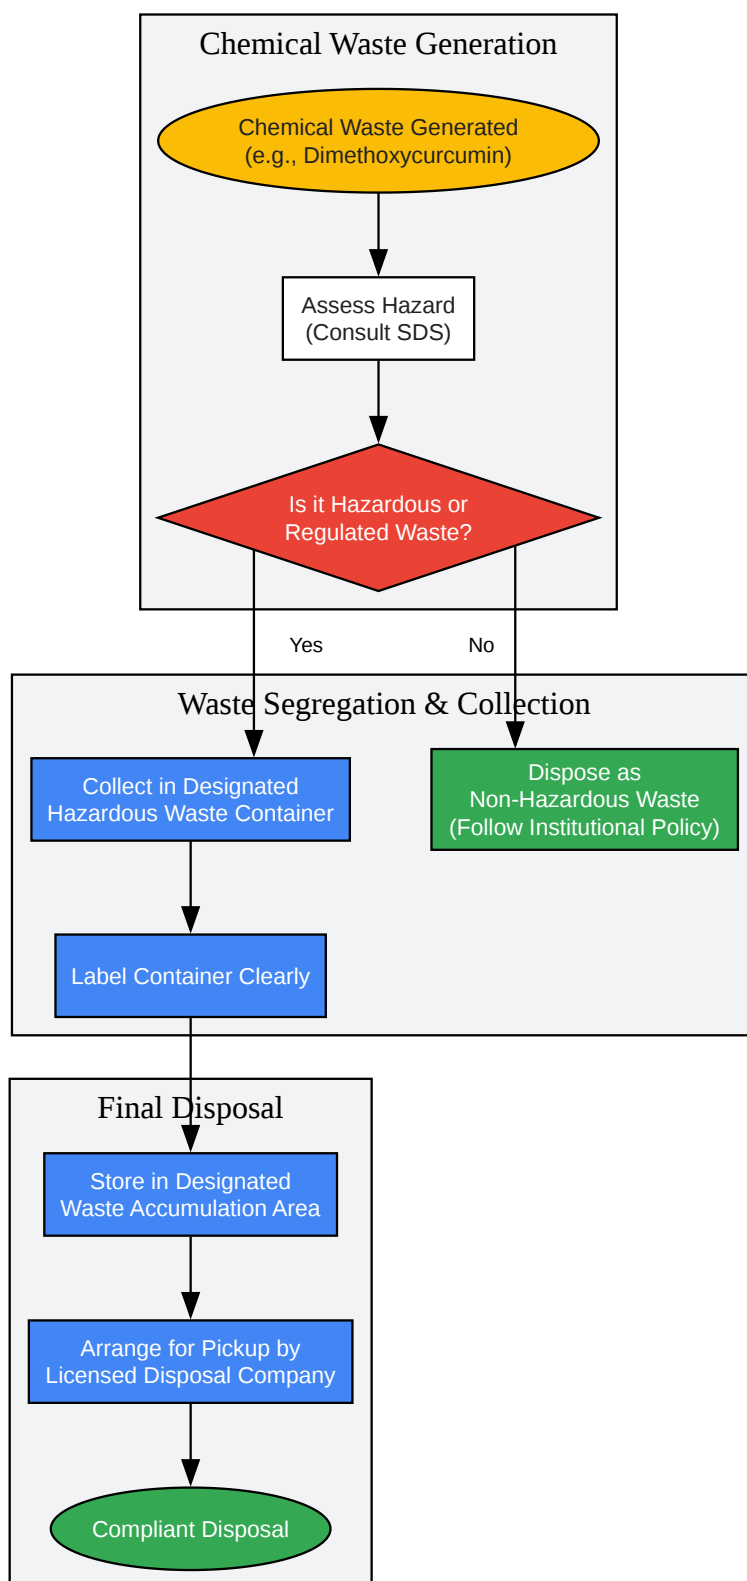 Chemical Waste Generation
Chemical Waste Generated
(e.g., Dimethoxycurcumin)
Assess Hazard
(Consult SDS)
Is it Hazardous or
Regulated Waste?
Yes
No
Waste Segregation & Collection
Collect in Designated
Hazardous Waste Container
Dispose as
Non-Hazardous Waste
(Follow Institutional Policy)
Label Container Clearly
Final Disposal
Store in Designated
Waste Accumulation Area
Arrange for Pickup by
Licensed Disposal Company
Compliant Disposal